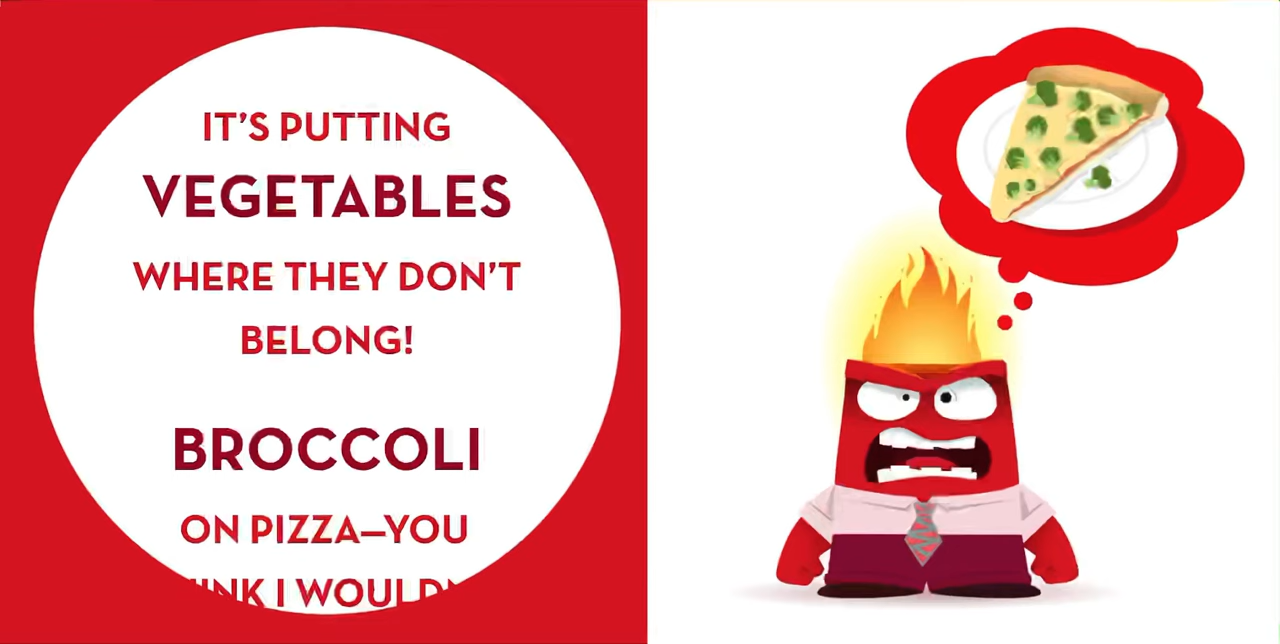 IT'S PUTTING
VEGETABLES
WHERE THEY DON'T
BELONG!
BROCCOLI
ON PIZZA—YOU
I